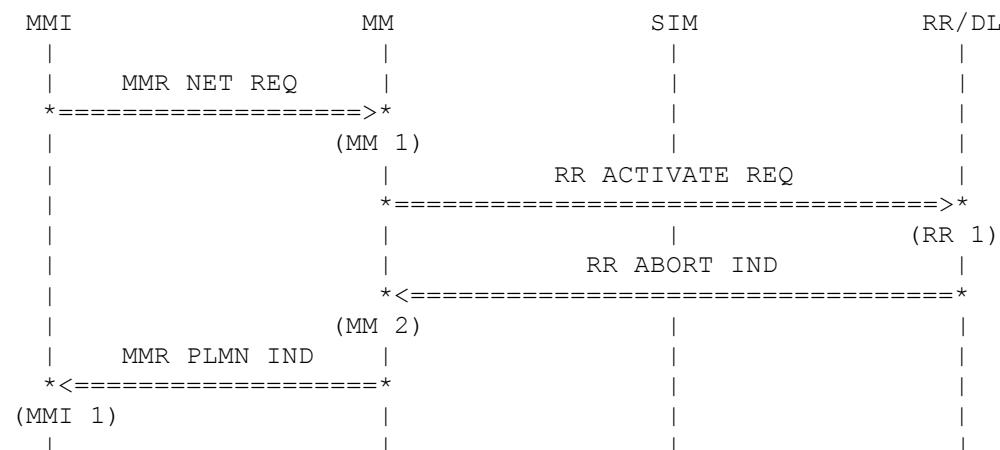 MMI MM SIM RR/DL
| | | |
| MMR NET REQ | | |
*===================>* | |
| (MM 1) | |
| | RR ACTIVATE REQ |
| *==================================>*
| | | (RR 1)
| | RR ABORT IND |
| *<==================================*
| (MM 2) | |
| MMR PLMN IND | | |
*<===================* | |
(MMI 1) | | |
| | | |